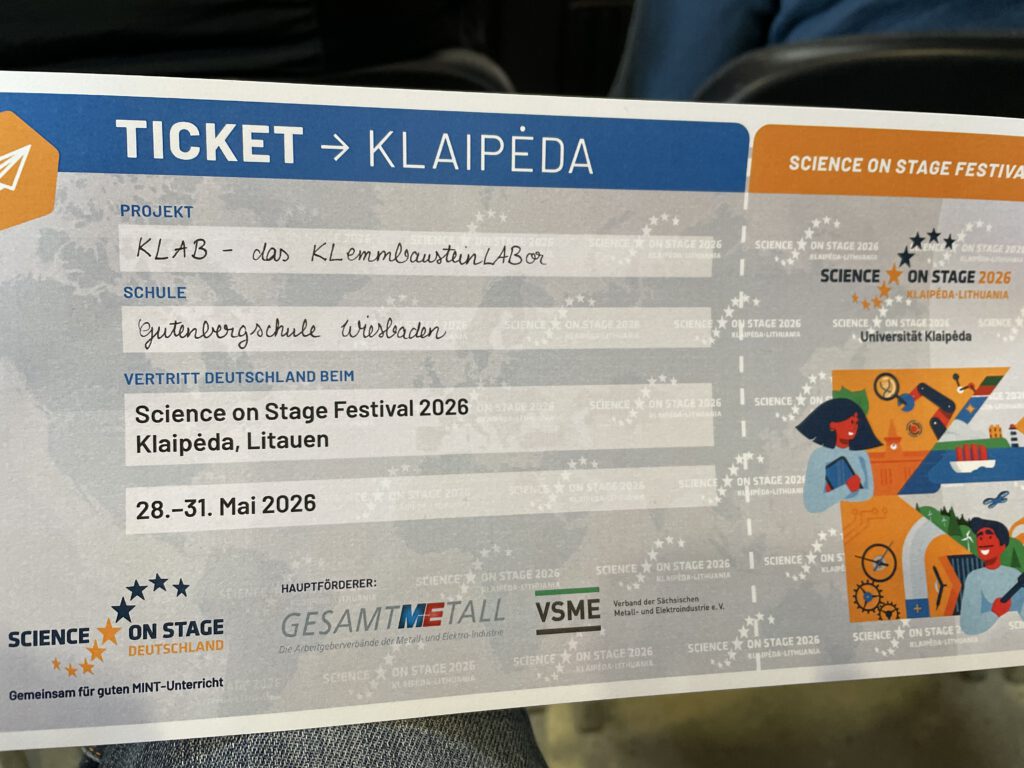 TICKET → KLAIPĖDA
PROJEKT
KLAB - das KLemmbausteinLABor
SCHULE
Gutenbergschule Wiesbaden
VERTRITT DEUTSCHLAND BEIM
Science on Stage Festival 2026
Klaipėda, Litauen
28.–31. Mai 2026
HAUPTFÖRDERER:
SCIENCE ON STAGE
DEUTSCHLAND
Gemeinsam für guten MINT-Unterricht
GESAMTMETALL
Die Arbeitgeberverbände der Metall- und Elektro-Industrie
VSME
Verband der Sächsischen
Metall- und Elektroindustrie e. V.
SCIENCE ON STAGE FESTIVA
SCIENCE ON STAGE 2026
KLAIPĖDA·LITHUANIA
Universität Klaipėda